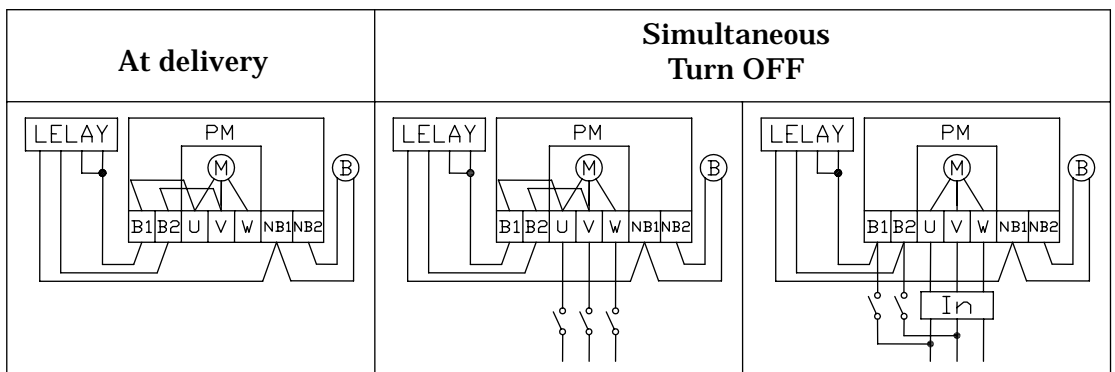 At delivery
Simultaneous
Turn OFF
LELAY
PM
M
B
B1 B2 U V W NB1 NB2
LELAY
PM
M
B
B1 B2 U V W NB1 NB2
LELAY
PM
M
B
B1 B2 U V W NB1 NB2
In